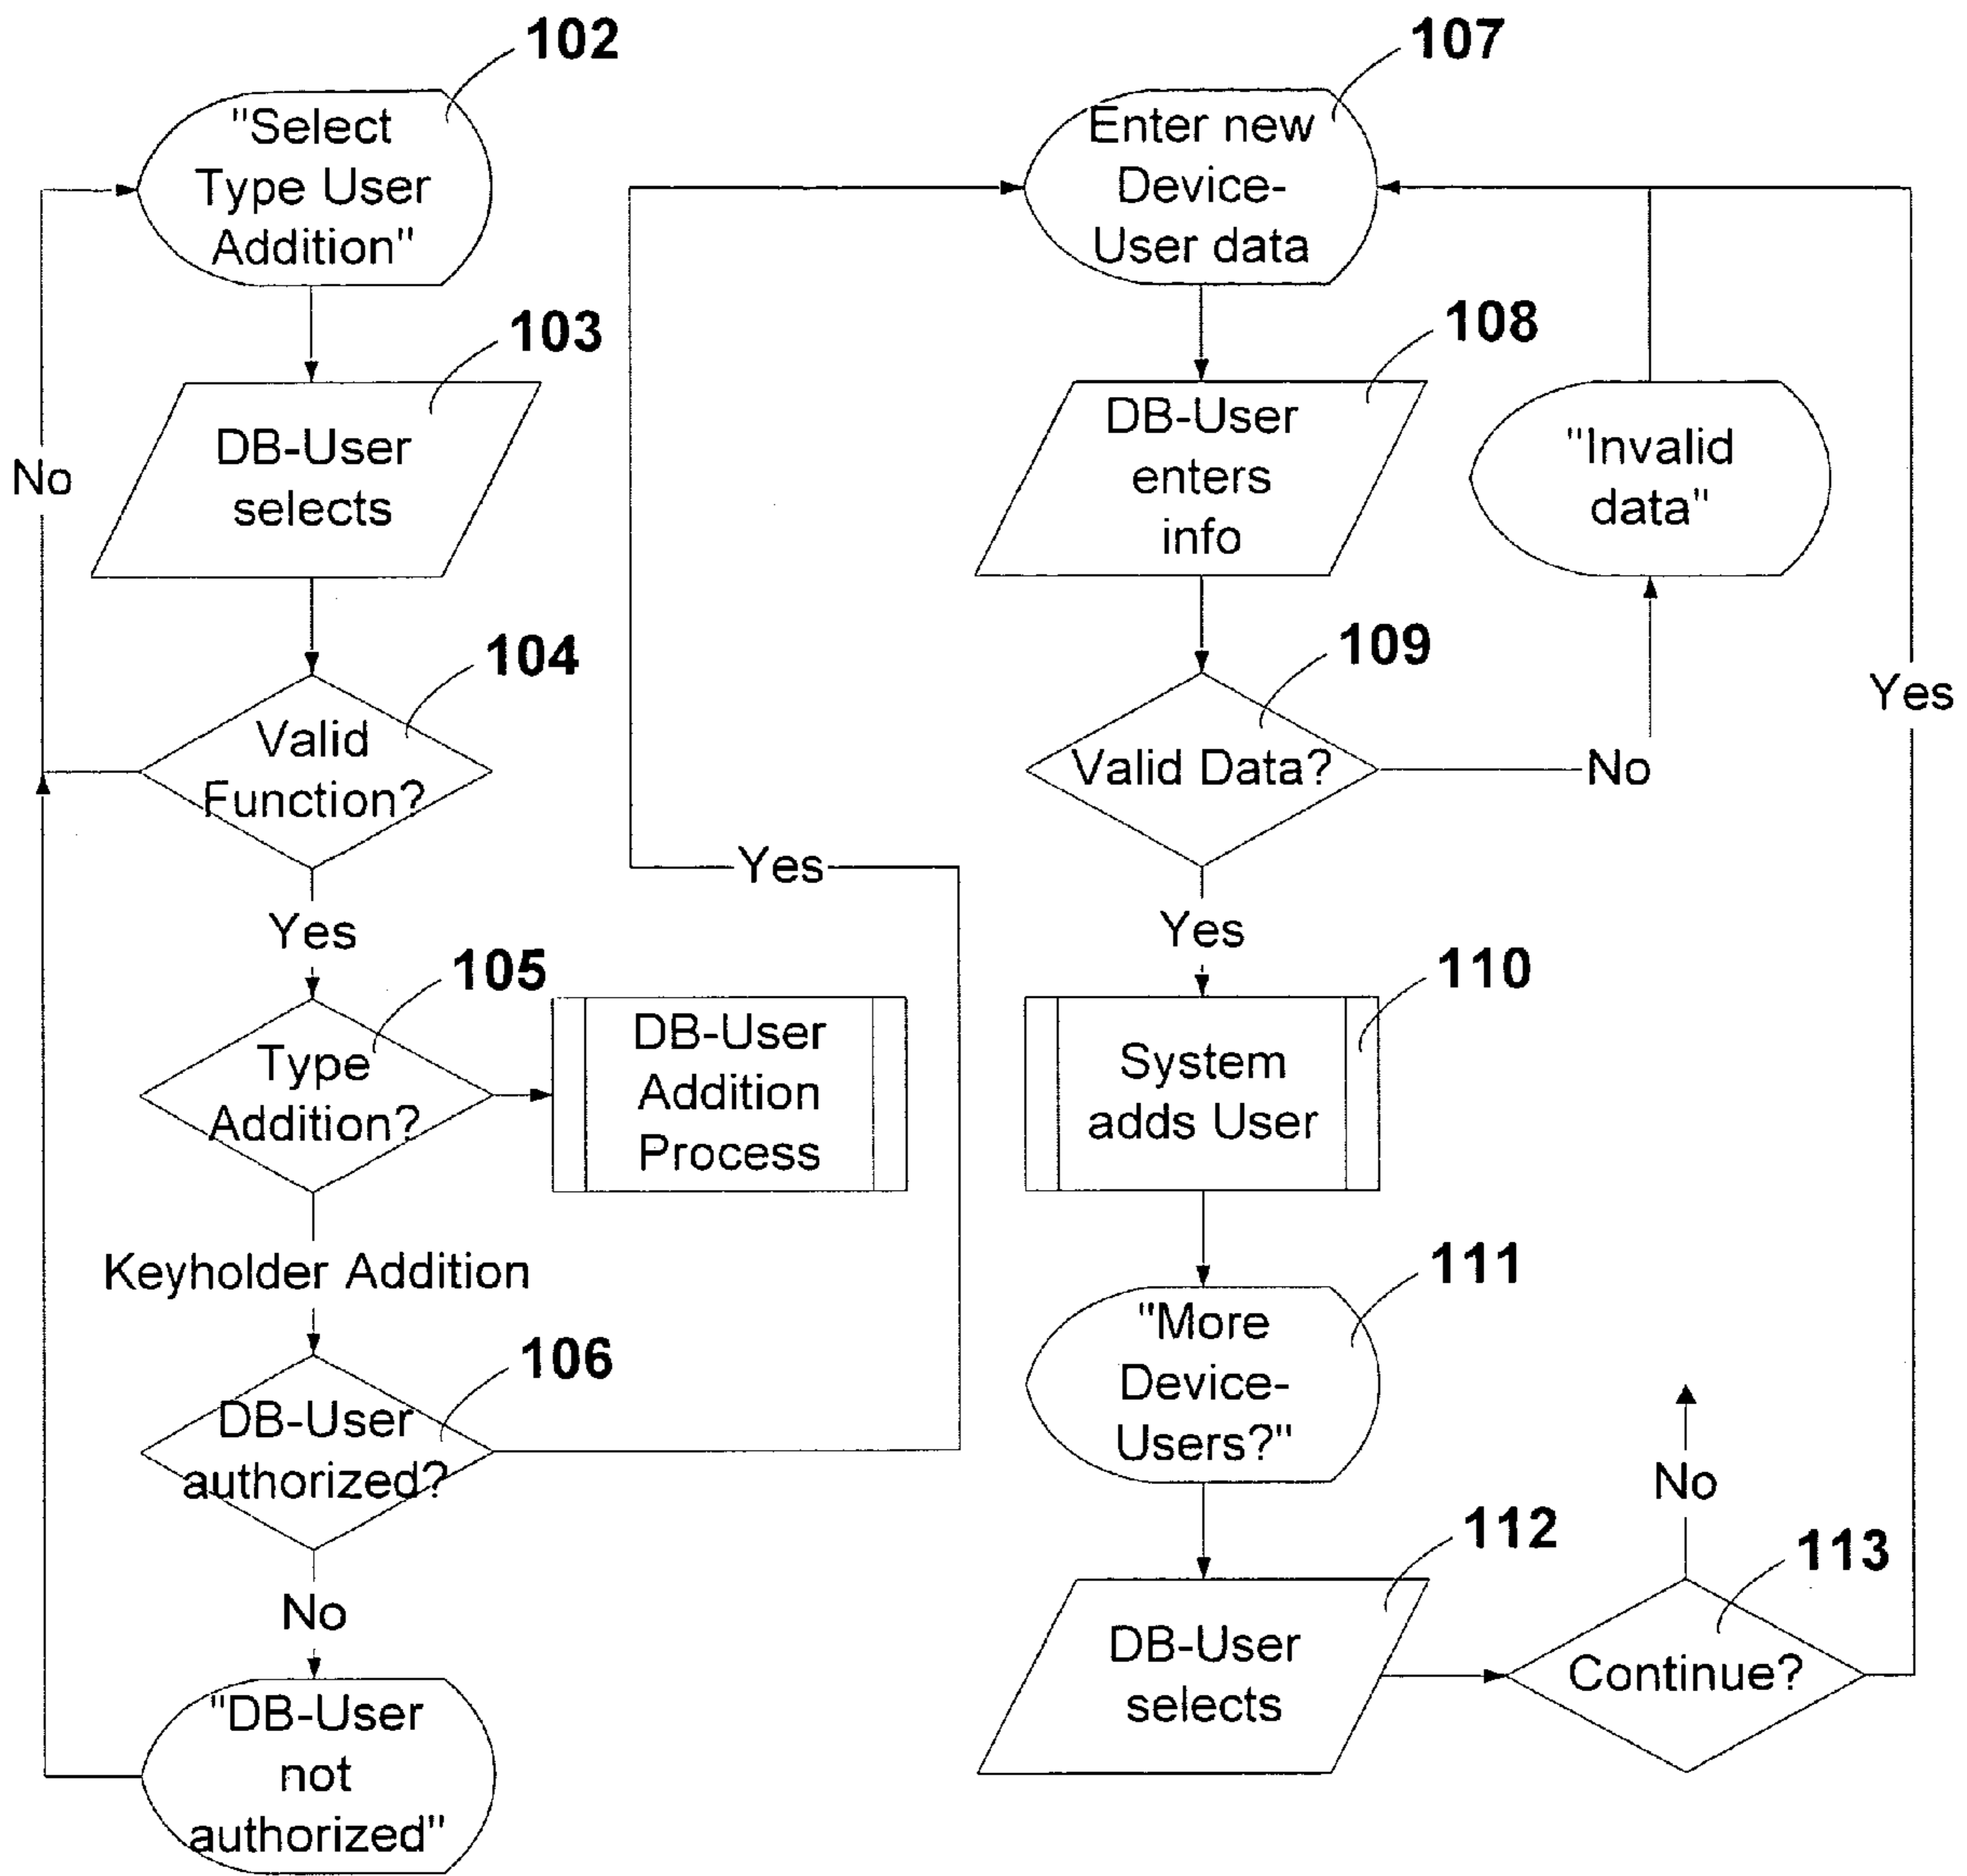 102
"Select
Type User
Addition"
103
DB-User
selects
No
104
Valid
Function?
Yes
105
Type
Addition?
DB-User
Addition
Process
Keyholder Addition
106
DB-User
authorized?
Yes
No
"DB-User
not
authorized"
107
Enter new
Device-
User data
108
DB-User
enters
info
"Invalid
data"
109
Valid Data?
No
Yes
Yes
110
System
adds User
111
"More
Device-
Users?"
112
DB-User
selects
113
Continue?
No